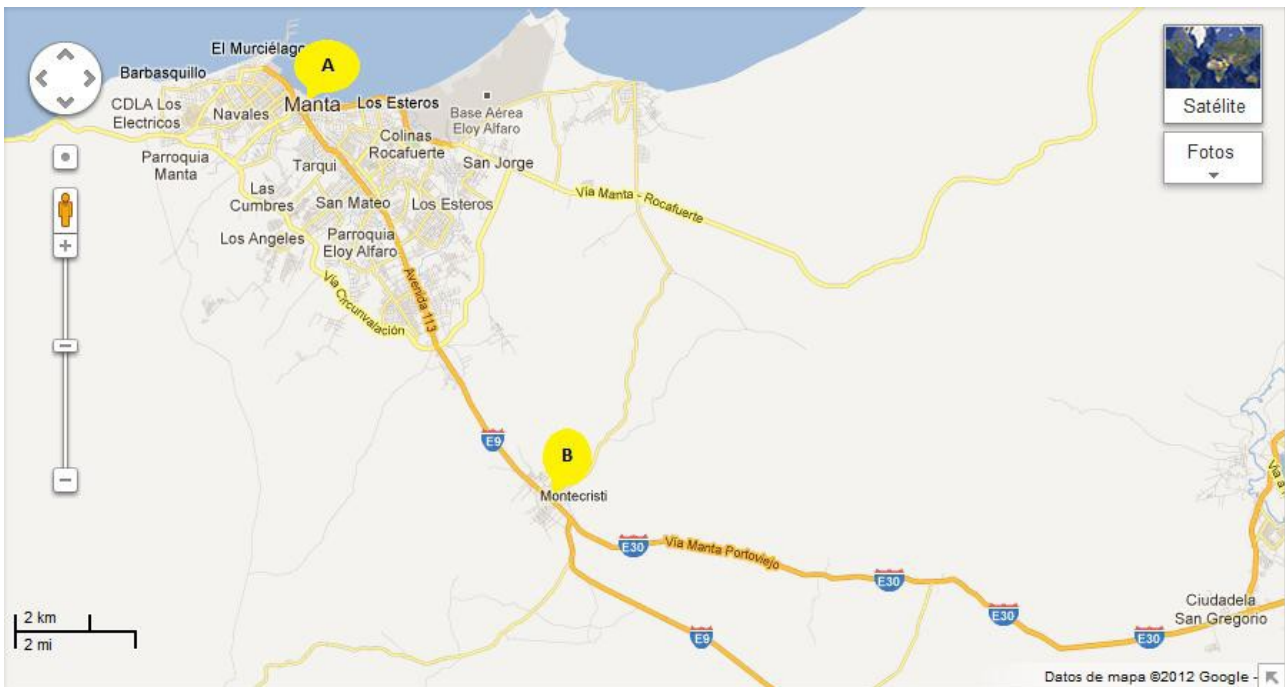 El Murciélago
A
Barbasquillo
Satélite
CDLA Los
Electricos
Navales
Manta
Los Esteros
Base Aérea
Eloy Alfaro
Colinas
Rocafuerte
Fotos
Parroquia
Manta
Tarqui
San Jorge
Las
Cumbres
San Mateo
Los Esteros
Vía Manta - Rocafuerte
Los Angeles
Parroquia
Eloy Alfaro
Vía Circunvalación
Avenida 113
E9
B
Montecristi
E30
Vía Manta Portoviejo
E30
Vía a
Ciudadela
San Gregorio
E30
E9
2 km
2 mi
Datos de mapa ©2012 Google -